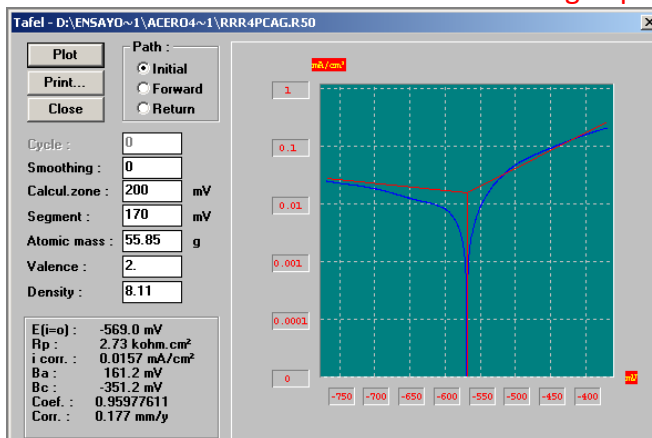 Tafel - D:\ENSAYO~1\ACERO4~1\RRR4PCAG.R50
Plot
Print...
Close
Path :
Initial
Forward
Return
Cycle : 0
Smoothing : 0
Calcul.zone : 200 mV
Segment : 170 mV
Atomic mass : 55.85 g
Valence : 2.
Density : 8.11
E(i=o) : -569.0 mV
Rp : 2.73 kohm.cm²
i corr. : 0.0157 mA/cm²
Ba : 161.2 mV
Bc : -351.2 mV
Coef. : 0.95977611
Corr. : 0.177 mm/y
mA/cm²
1
0.1
0.01
0.001
0.0001
0
mV
-750 -700 -650 -600 -550 -500 -450 -400